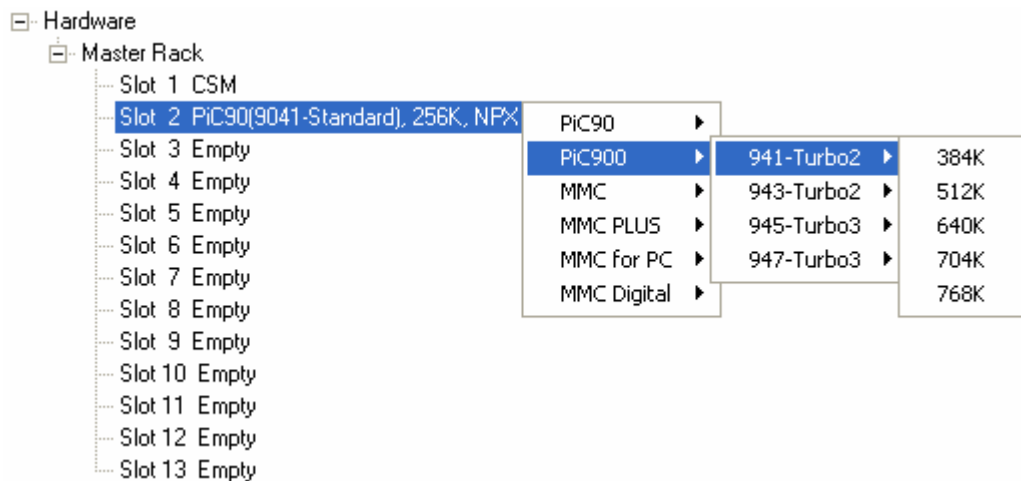 Hardware
Master Rack
Slot 1 CSM
Slot 2 PiC90(9041-Standard), 256K, NPX
Slot 3 Empty
Slot 4 Empty
Slot 5 Empty
Slot 6 Empty
Slot 7 Empty
Slot 8 Empty
Slot 9 Empty
Slot 10 Empty
Slot 11 Empty
Slot 12 Empty
Slot 13 Empty
PiC90
PiC900
MMC
MMC PLUS
MMC for PC
MMC Digital
941-Turbo2
943-Turbo2
945-Turbo3
947-Turbo3
384K
512K
640K
704K
768K